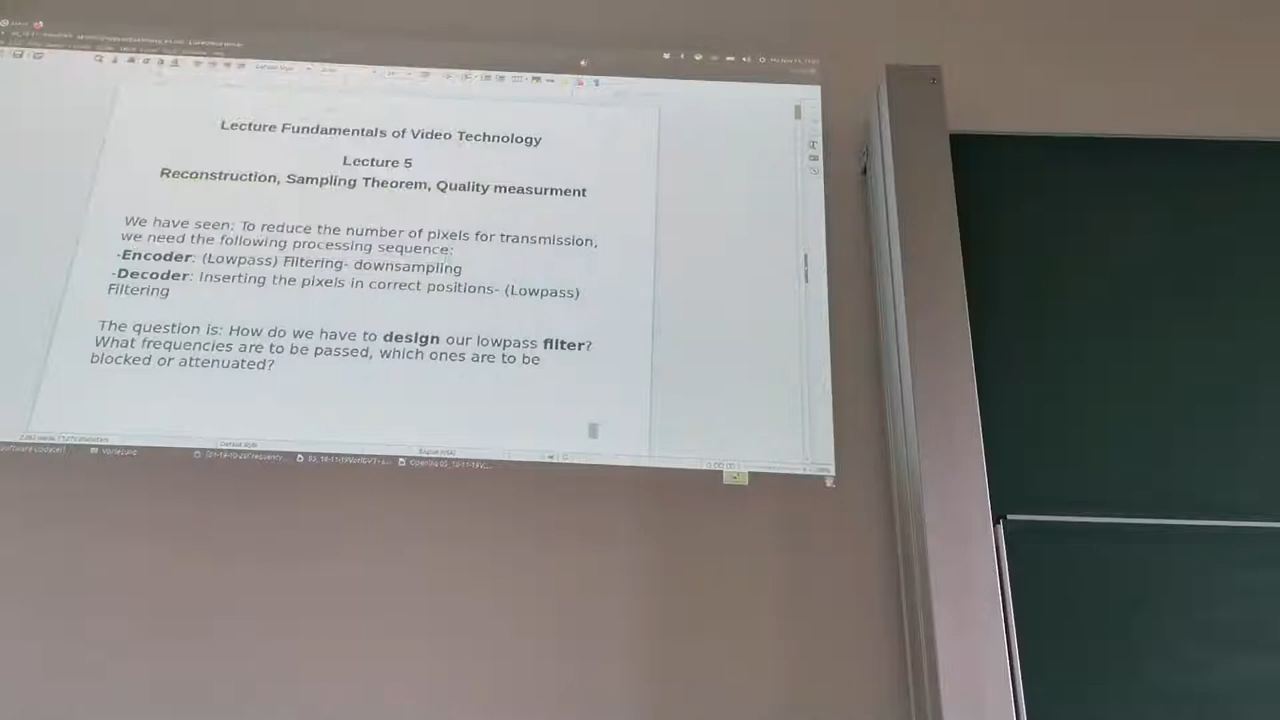 Lecture Fundamentals of Video Technology
Lecture 5
Reconstruction, Sampling Theorem, Quality measurment
We have seen: To reduce the number of pixels for transmission,
we need the following processing sequence:
-Encoder: (Lowpass) Filtering- downsampling
-Decoder: Inserting the pixels in correct positions- (Lowpass)
Filtering
The question is: How do we have to design our lowpass filter?
What frequencies are to be passed, which ones are to be
blocked or attenuated?
Default Style
Vorlesung